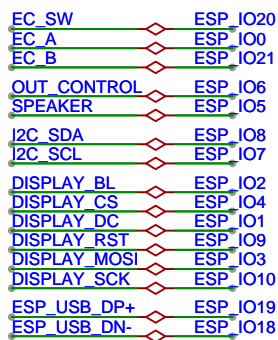 EC_SW ESP_IO20
EC_A ESP_IO0
EC_B ESP_IO21
OUT_CONTROL ESP_IO6
SPEAKER ESP_IO5
I2C_SDA ESP_IO8
I2C_SCL ESP_IO7
DISPLAY_BL ESP_IO2
DISPLAY_CS ESP_IO4
DISPLAY_DC ESP_IO1
DISPLAY_RST ESP_IO9
DISPLAY_MOSI ESP_IO3
DISPLAY_SCK ESP_IO10
ESP_USB_DP+ ESP_IO19
ESP_USB_DN- ESP_IO18